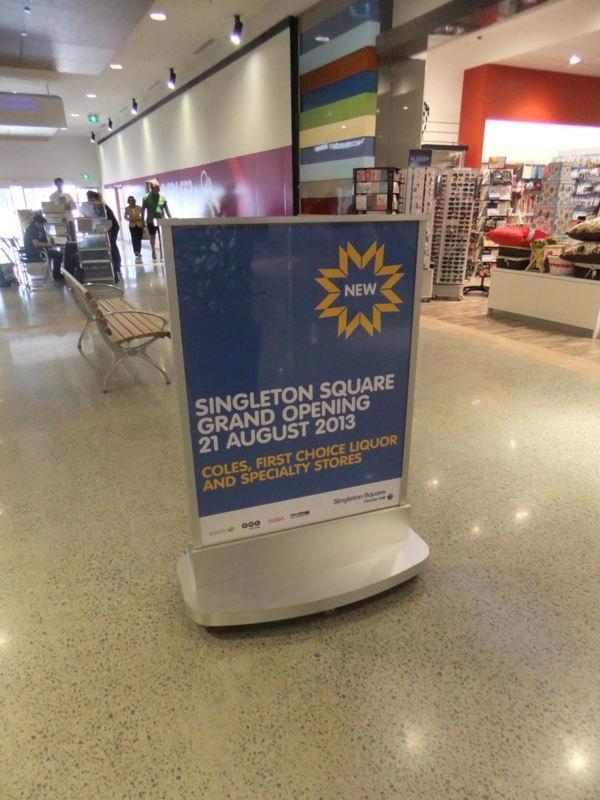 NEW
SINGLETON SQUARE
GRAND OPENING
21 AUGUST 2013
COLES, FIRST CHOICE LIQUOR
AND SPECIALTY STORES
Singleton Square